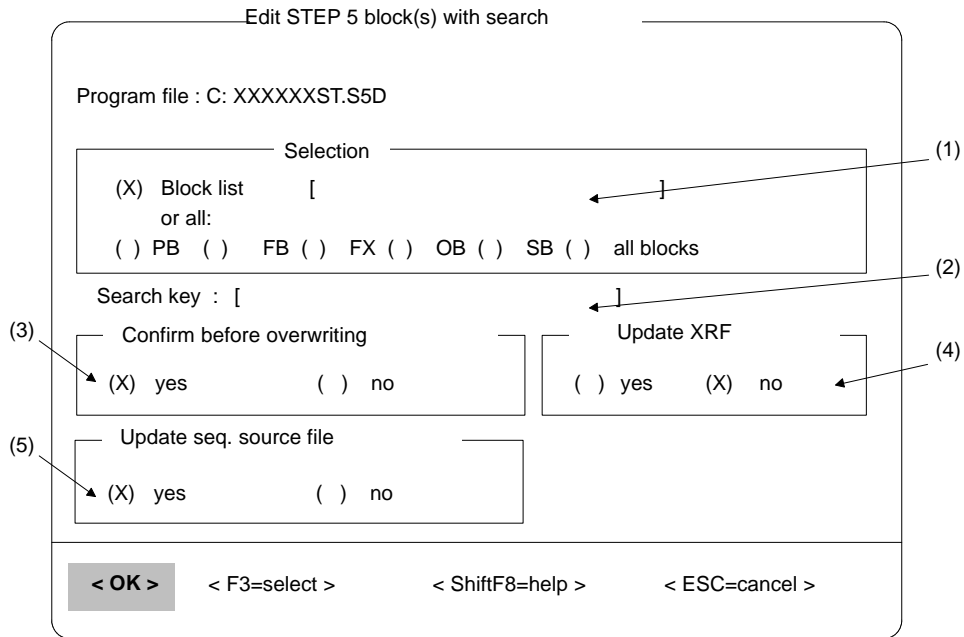 Edit STEP 5 block(s) with search
Program file : C: XXXXXXST.S5D
Selection
(1)
(X) Block list [ ]
or all:
( ) PB ( ) FB ( ) FX ( ) OB ( ) SB ( ) all blocks
(2)
Search key : [ ]
(3)
Confirm before overwriting
Update XRF
(4)
(X) yes ( ) no
( ) yes (X) no
(5)
Update seq. source file
(X) yes ( ) no
< OK > < F3=select > < ShiftF8=help > < ESC=cancel >